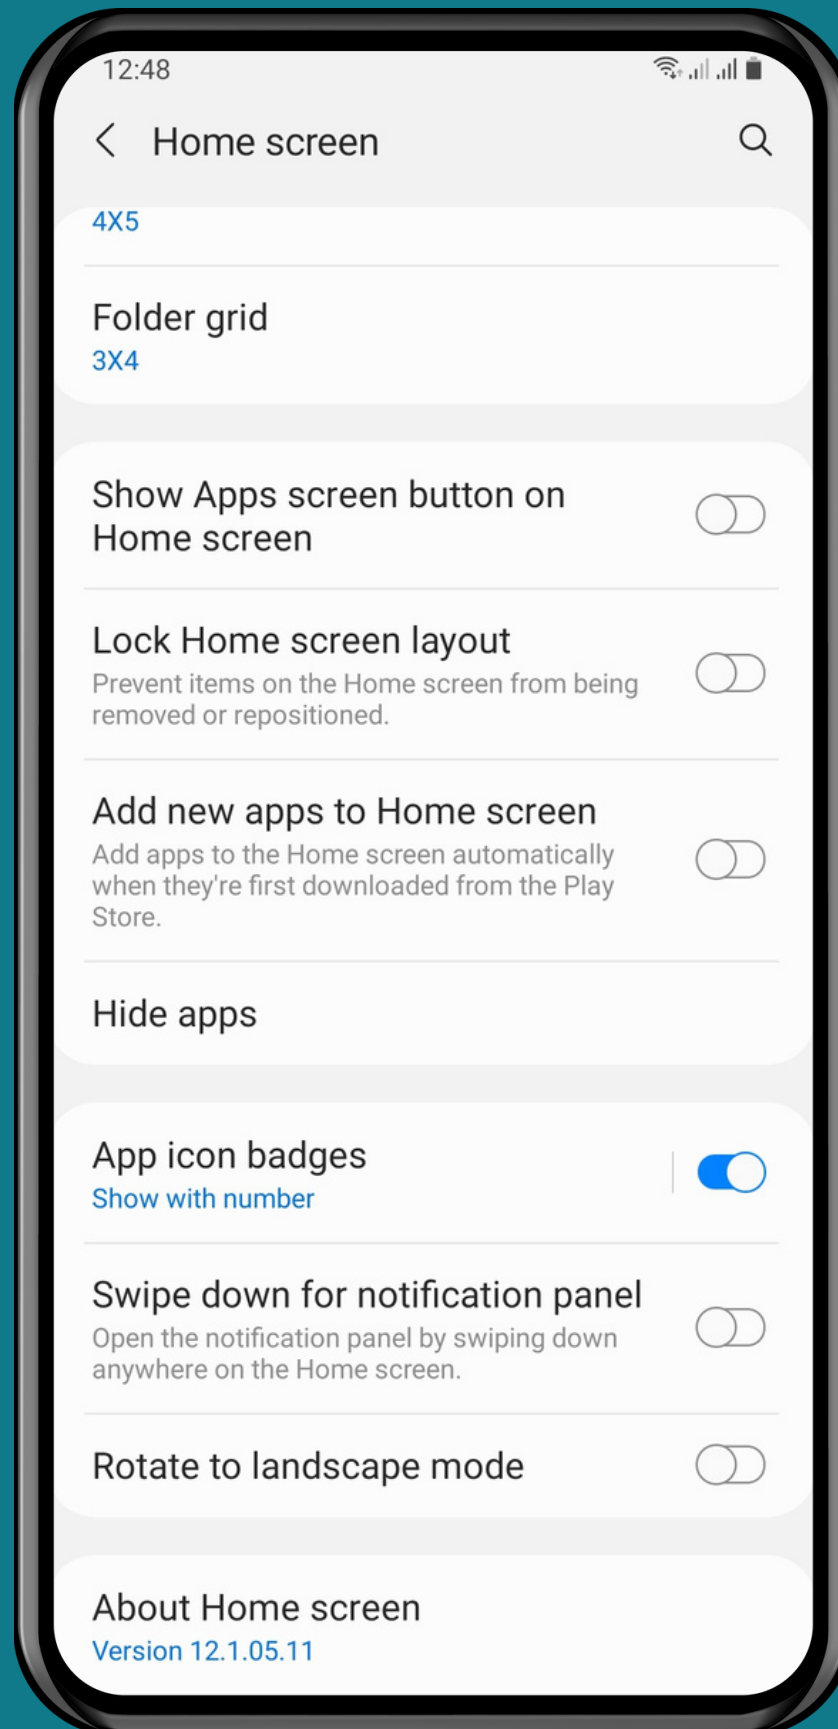 12:48
Home screen
4X5
Folder grid
3X4
Show Apps screen button on
Home screen
Lock Home screen layout
Prevent items on the Home screen from being
removed or repositioned.
Add new apps to Home screen
Add apps to the Home screen automatically
when they're first downloaded from the Play
Store.
Hide apps
App icon badges
Show with number
Swipe down for notification panel
Open the notification panel by swiping down
anywhere on the Home screen.
Rotate to landscape mode
About Home screen
Version 12.1.05.11